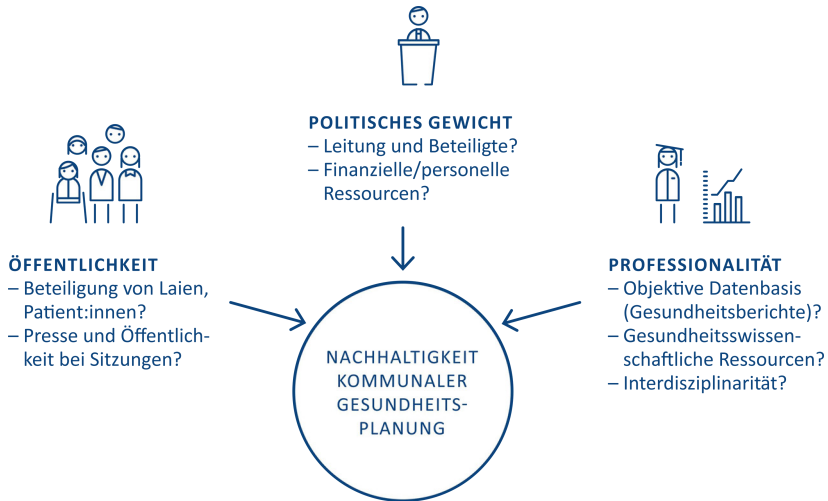 POLITISCHES GEWICHT
– Leitung und Beteiligte?
– Finanzielle/personelle
Ressourcen?
ÖFFENTLICHKEIT
– Beteiligung von Laien,
Patient:innen?
– Presse und Öffentlich-
keit bei Sitzungen?
PROFESSIONALITÄT
– Objektive Datenbasis
(Gesundheitsberichte)?
– Gesundheitsswissen-
schaftliche Ressourcen?
– Interdisziplinarität?
NACHHALTIGKEIT
KOMMUNALER
GESUNDHEITS-
PLANUNG